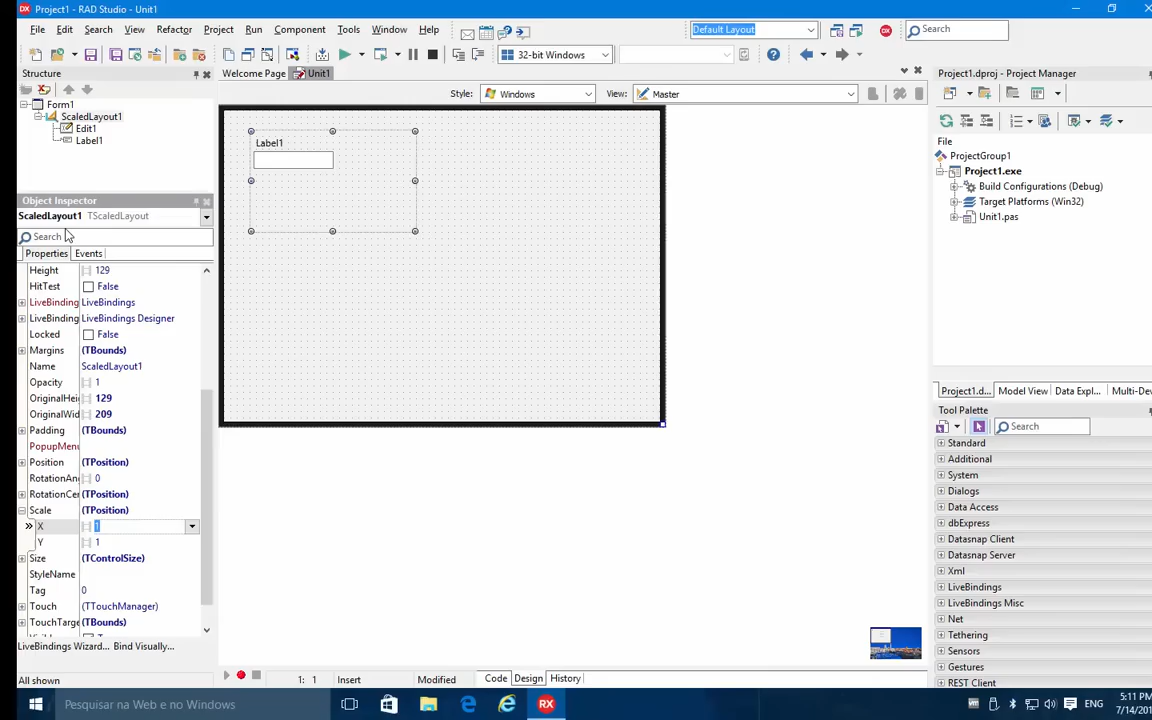 Project1 - RAD Studio - Unit1
File Edit Search View Refactor Project Run Component Tools Window Help
Default Layout
Search
32-bit Windows
Structure
Welcome Page Unit1
Project1.dproj - Project Manager
Style: Windows View: Master
Form1
ScaledLayout1
Edit1
Label1
File
ProjectGroup1
Project1.exe
Build Configurations (Debug)
Target Platforms (Win32)
Unit1.pas
Label1
Object Inspector
ScaledLayout1 TScaledLayout
Search
Properties Events
Height 129
HitTest False
LiveBinding LiveBindings
LiveBinding LiveBindings Designer
Locked False
Margins (TBounds)
Name ScaledLayout1
Opacity 1
OriginalHei 129
OriginalWid 209
Padding (TBounds)
PopupMenu
Position (TPosition)
RotationAng 0
RotationCer (TPosition)
Scale (TPosition)
X 1
Y 1
Size (TControlSize)
StyleName
Tag 0
Touch (TTouchManager)
TouchTarge (TBounds)
LiveBindings Wizard... Bind Visually...
All shown
Project1.d... Model View Data Expl... Multi-Dev
Tool Palette
Search
Standard
Additional
System
Dialogs
Data Access
dbExpress
Datasnap Client
Datasnap Server
Xml
LiveBindings
LiveBindings Misc
Net
Tethering
Sensors
Gestures
REST Client
1: 1 Insert Modified Code Design History
Pesquisar na Web e no Windows
ENG
5:11 PM
7/14/201